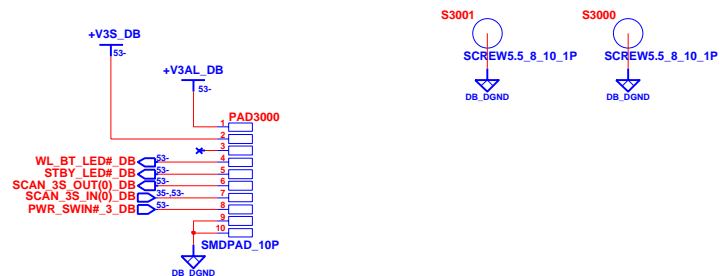 S3001
S3000
+V3S_DB
53-
SCREW5.5_8_10_1P
SCREW5.5_8_10_1P
+V3AL_DB
53-
DB_DGND
DB_DGND
PAD3000
1
2
3
WL_BT_LED#_DB 53- 4
STBY_LED#_DB 53- 5
SCAN_3S_OUT(0)_DB 53- 6
SCAN_3S_IN(0)_DB 35-,53- 7
PWR_SWIN#_3_DB 53- 8
9
10
SMDPAD_10P
DB_DGND